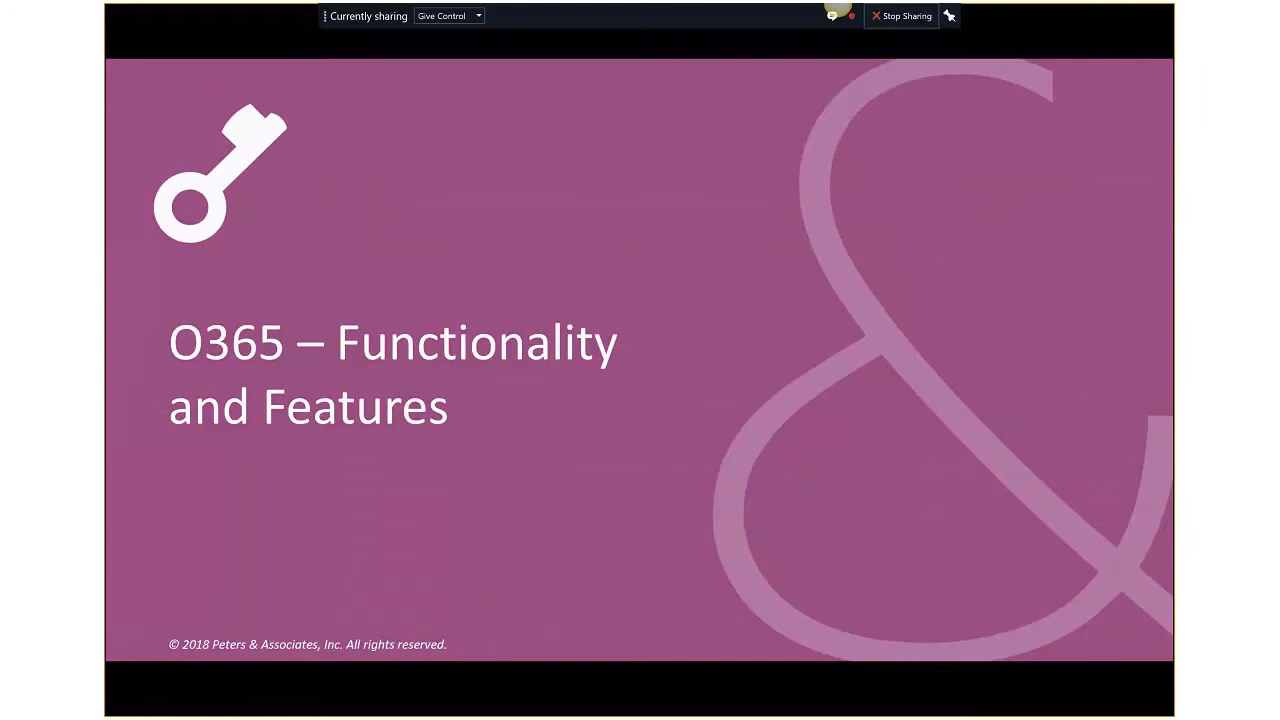 Currently sharing Give Control Stop Sharing
O365 – Functionality
and Features
© 2018 Peters & Associates, Inc. All rights reserved.